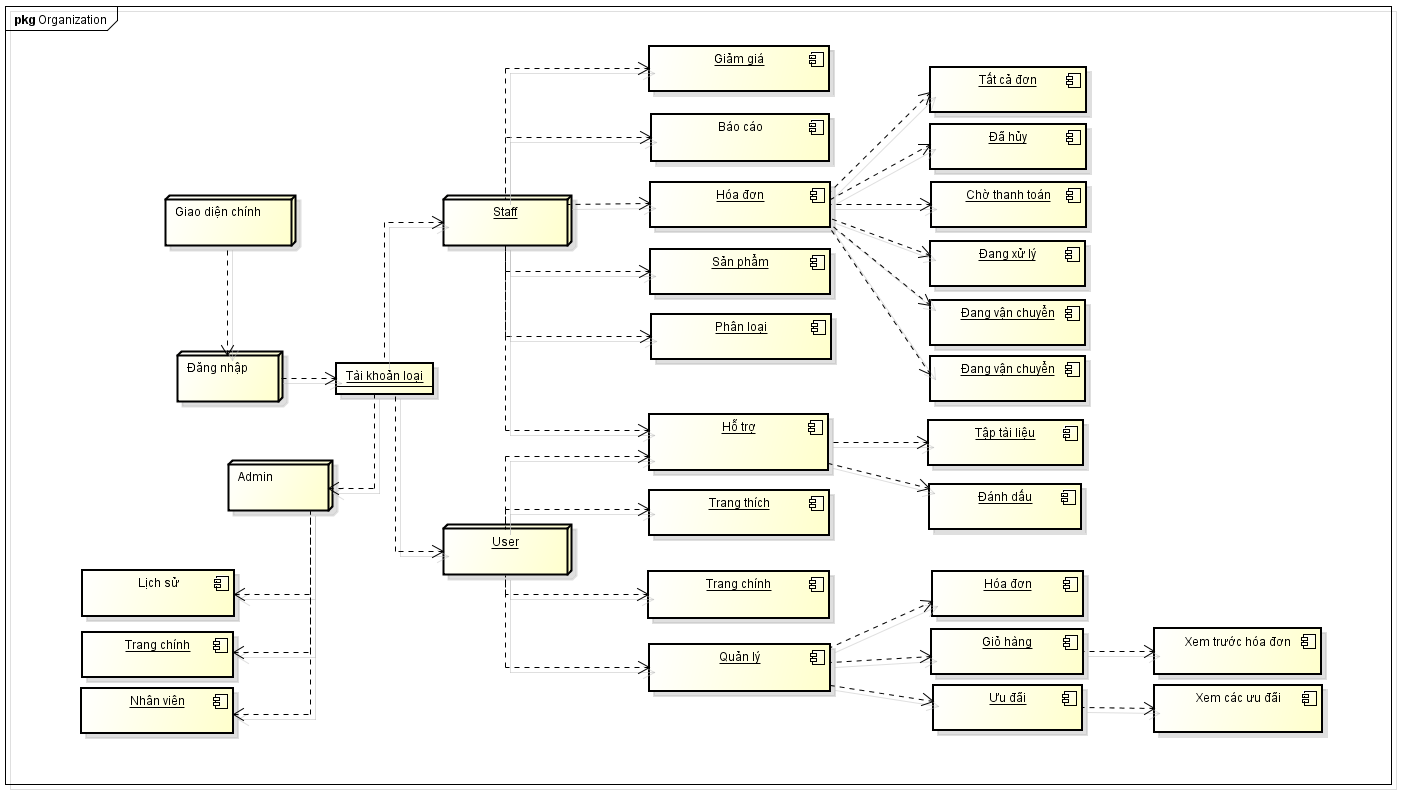 pkg Organization
Giao diện chính
Đăng nhập
Tài khoản loại
Admin
Lịch sử
Trang chính
Nhân viên
Staff
User
Giảm giá
Báo cáo
Hóa đơn
Sản phẩm
Phân loại
Hỗ trợ
Trang thích
Trang chính
Quản lý
Tất cả đơn
Đã hủy
Chờ thanh toán
Đang xử lý
Đang vận chuyển
Đang vận chuyển
Tập tài liệu
Đánh dấu
Hóa đơn
Giỏ hàng
Ưu đãi
Xem trước hóa đơn
Xem các ưu đãi